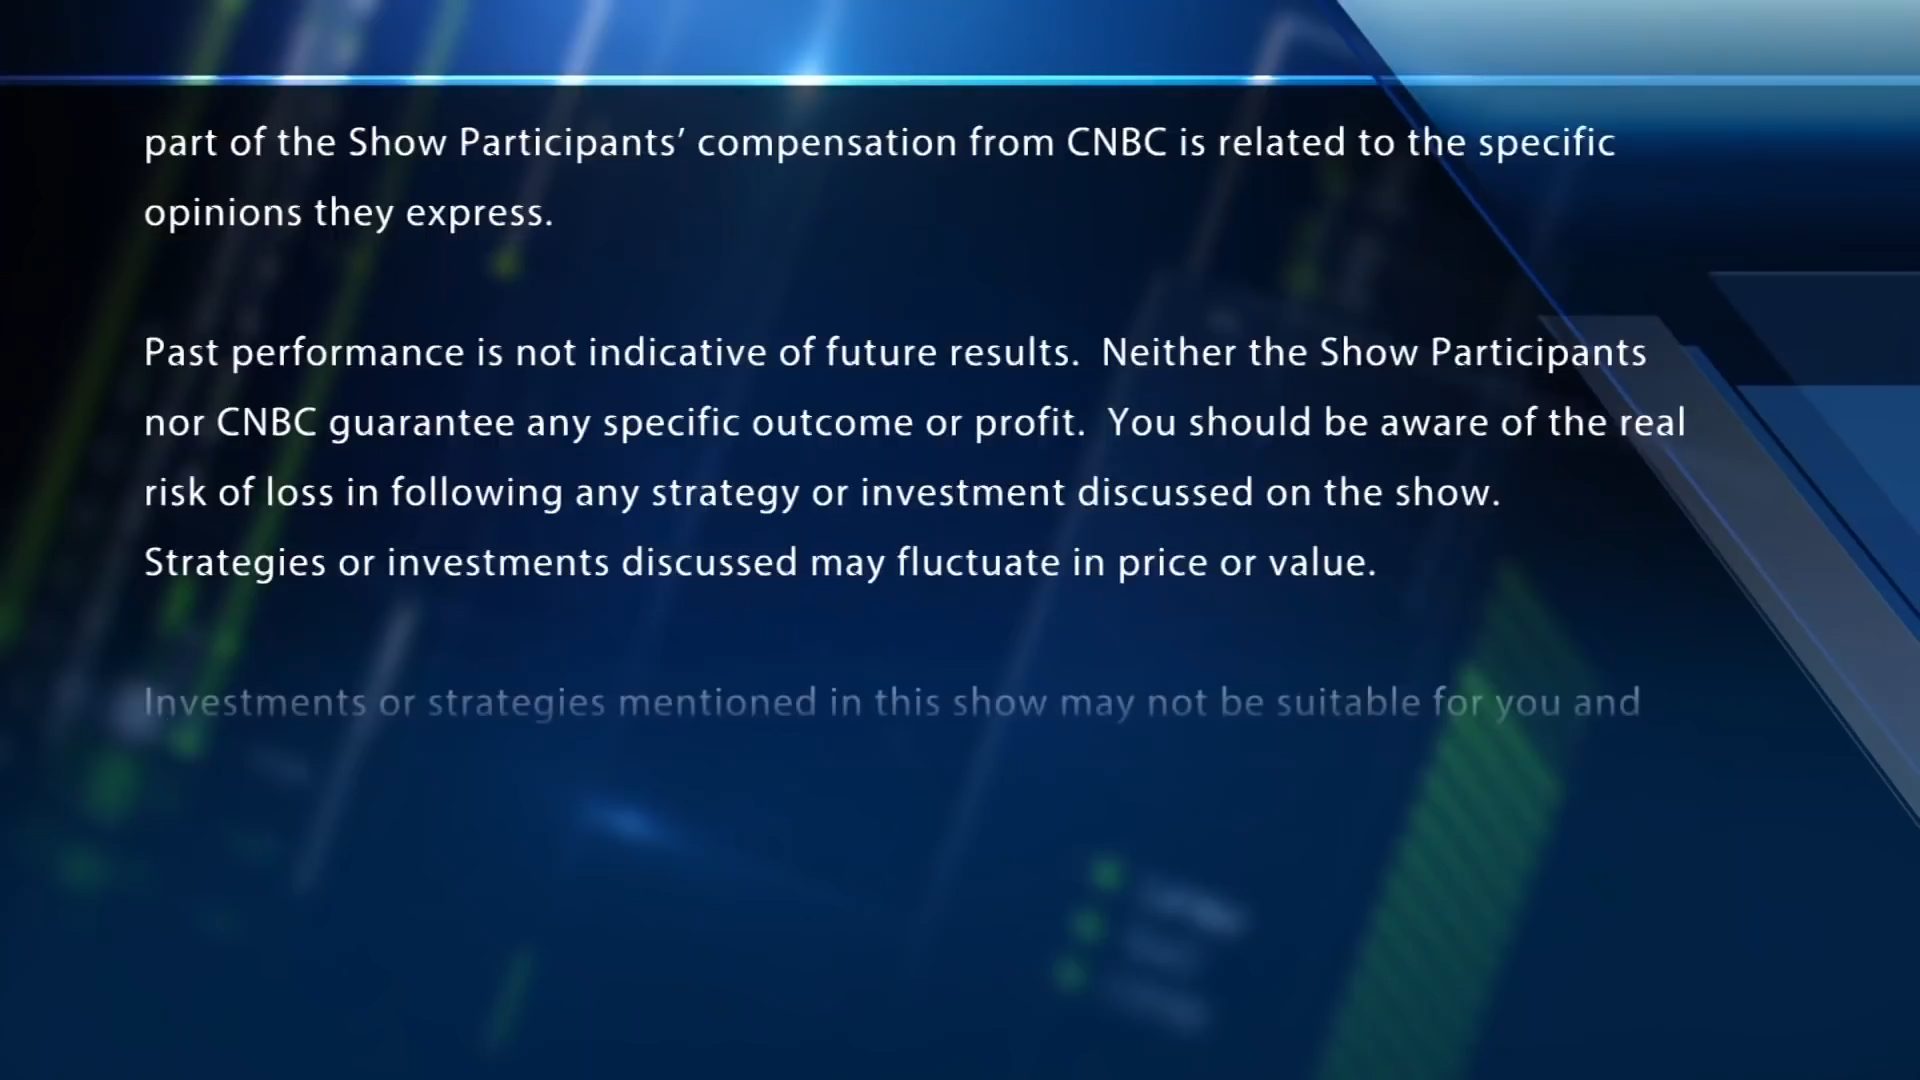 part of the Show Participants’ compensation from CNBC is related to the specific
opinions they express.
Past performance is not indicative of future results.  Neither the Show Participants
nor CNBC guarantee any specific outcome or profit.  You should be aware of the real
risk of loss in following any strategy or investment discussed on the show.
Strategies or investments discussed may fluctuate in price or value.
Investments or strategies mentioned in this show may not be suitable for you and